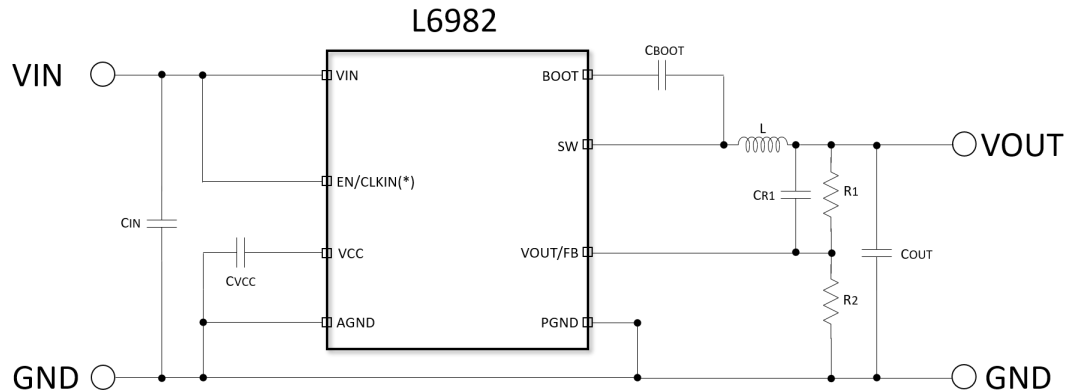 L6982
VIN
VIN
EN/CLKIN(*)
CIN
VCC
CVCC
AGND
GND
BOOT
CBOOT
SW
L
VOUT
CR1
R1
VOUT/FB
COUT
R2
PGND
GND